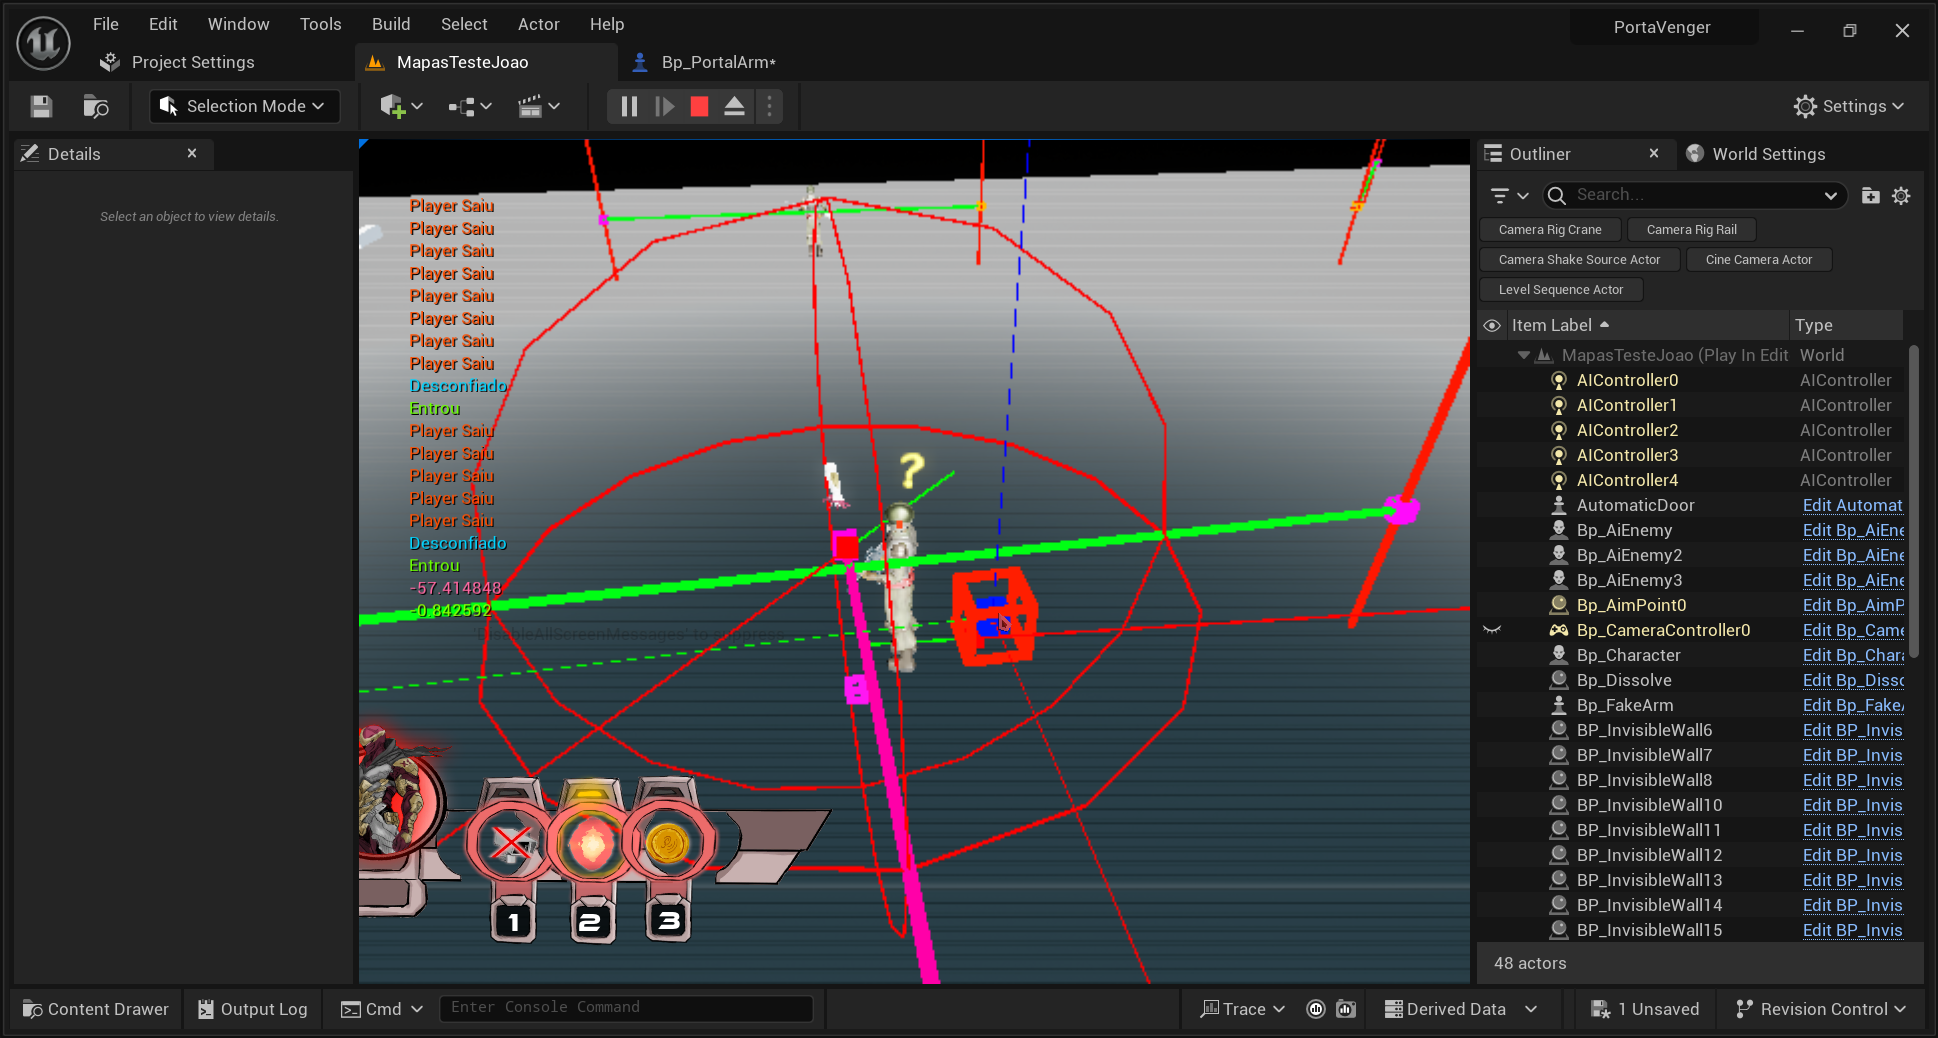 File Edit Window Tools Build Select Actor Help
PortaVenger
Project Settings
MapasTesteJoao
Bp_PortalArm*
Selection Mode
Settings
Details
Select an object to view details.
Player Saiu
Player Saiu
Player Saiu
Player Saiu
Player Saiu
Player Saiu
Player Saiu
Player Saiu
Desconfiado
Entrou
Player Saiu
Player Saiu
Player Saiu
Player Saiu
Player Saiu
Desconfiado
Entrou
-57.414848
-0.842592
'DisableAllScreenMessages' to suppress
?
1 2 3
Outliner
World Settings
Search...
Camera Rig Crane
Camera Rig Rail
Camera Shake Source Actor
Cine Camera Actor
Level Sequence Actor
Item Label Type
MapasTesteJoao (Play In Edit World
AIController0 AIController
AIController1 AIController
AIController2 AIController
AIController3 AIController
AIController4 AIController
AutomaticDoor Edit Automat
Bp_AiEnemy Edit Bp_AiEne
Bp_AiEnemy2 Edit Bp_AiEne
Bp_AiEnemy3 Edit Bp_AiEne
Bp_AimPoint0 Edit Bp_AimP
Bp_CameraController0 Edit Bp_Came
Bp_Character Edit Bp_Chara
Bp_Dissolve Edit Bp_Disso
Bp_FakeArm Edit Bp_FakeA
BP_InvisibleWall6 Edit BP_Invis
BP_InvisibleWall7 Edit BP_Invis
BP_InvisibleWall8 Edit BP_Invis
BP_InvisibleWall10 Edit BP_Invis
BP_InvisibleWall11 Edit BP_Invis
BP_InvisibleWall12 Edit BP_Invis
BP_InvisibleWall13 Edit BP_Invis
BP_InvisibleWall14 Edit BP_Invis
BP_InvisibleWall15 Edit BP_Invis
48 actors
Content Drawer
Output Log
Cmd
Enter Console Command
Trace
Derived Data
1 Unsaved
Revision Control